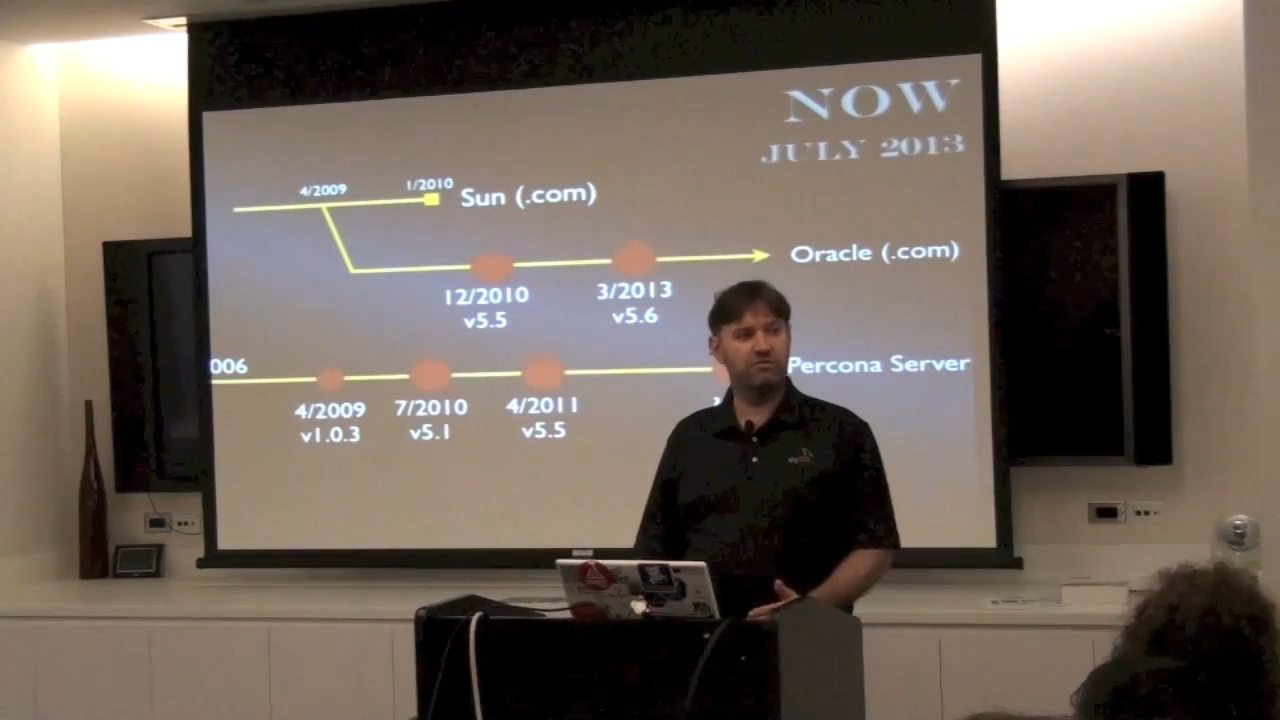 NOW
JULY 2013
4/2009
1/2010
Sun (.com)
Oracle (.com)
12/2010
v5.5
3/2013
v5.6
006
Percona Server
4/2009
v1.0.3
7/2010
v5.1
4/2011
v5.5